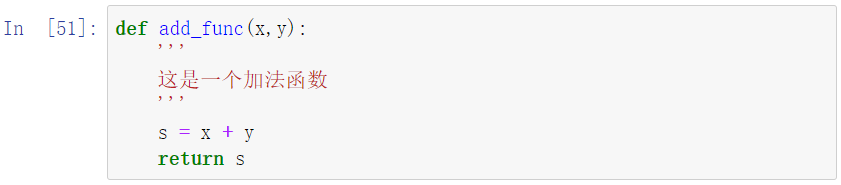 In [51]: def add_func(x,y):
'''
这是一个加法函数
'''
s = x + y
return s